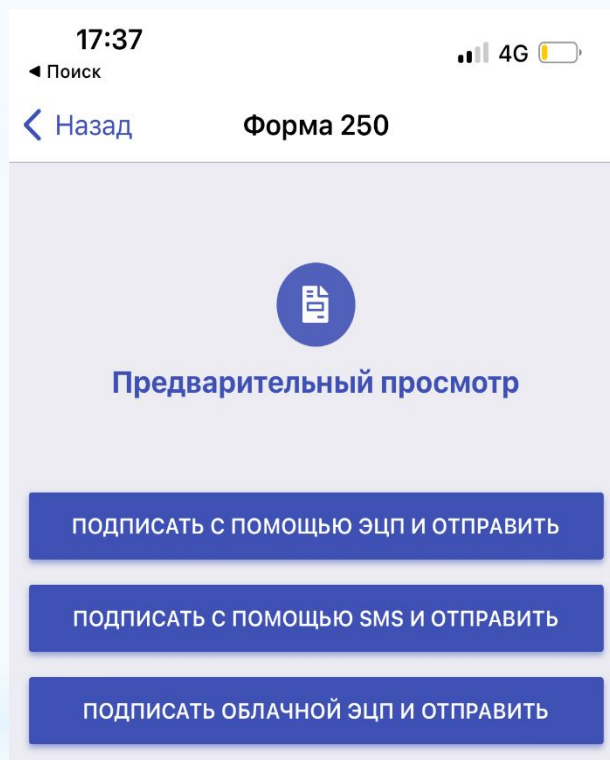 17:37
4G
◀ Поиск
Назад
Форма 250
Предварительный просмотр
ПОДПИСАТЬ С ПОМОЩЬЮ ЭЦП И ОТПРАВИТЬ
ПОДПИСАТЬ С ПОМОЩЬЮ SMS И ОТПРАВИТЬ
ПОДПИСАТЬ ОБЛАЧНОЙ ЭЦП И ОТПРАВИТЬ